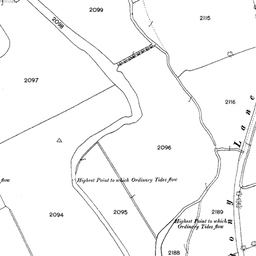 2099
2115
2098
2097
2116
Lane
2096
flow
Highest Point to which Ordinary Tides flow
2094
2095
2189
Highest Point to which
Ordinary Tides flow
2188